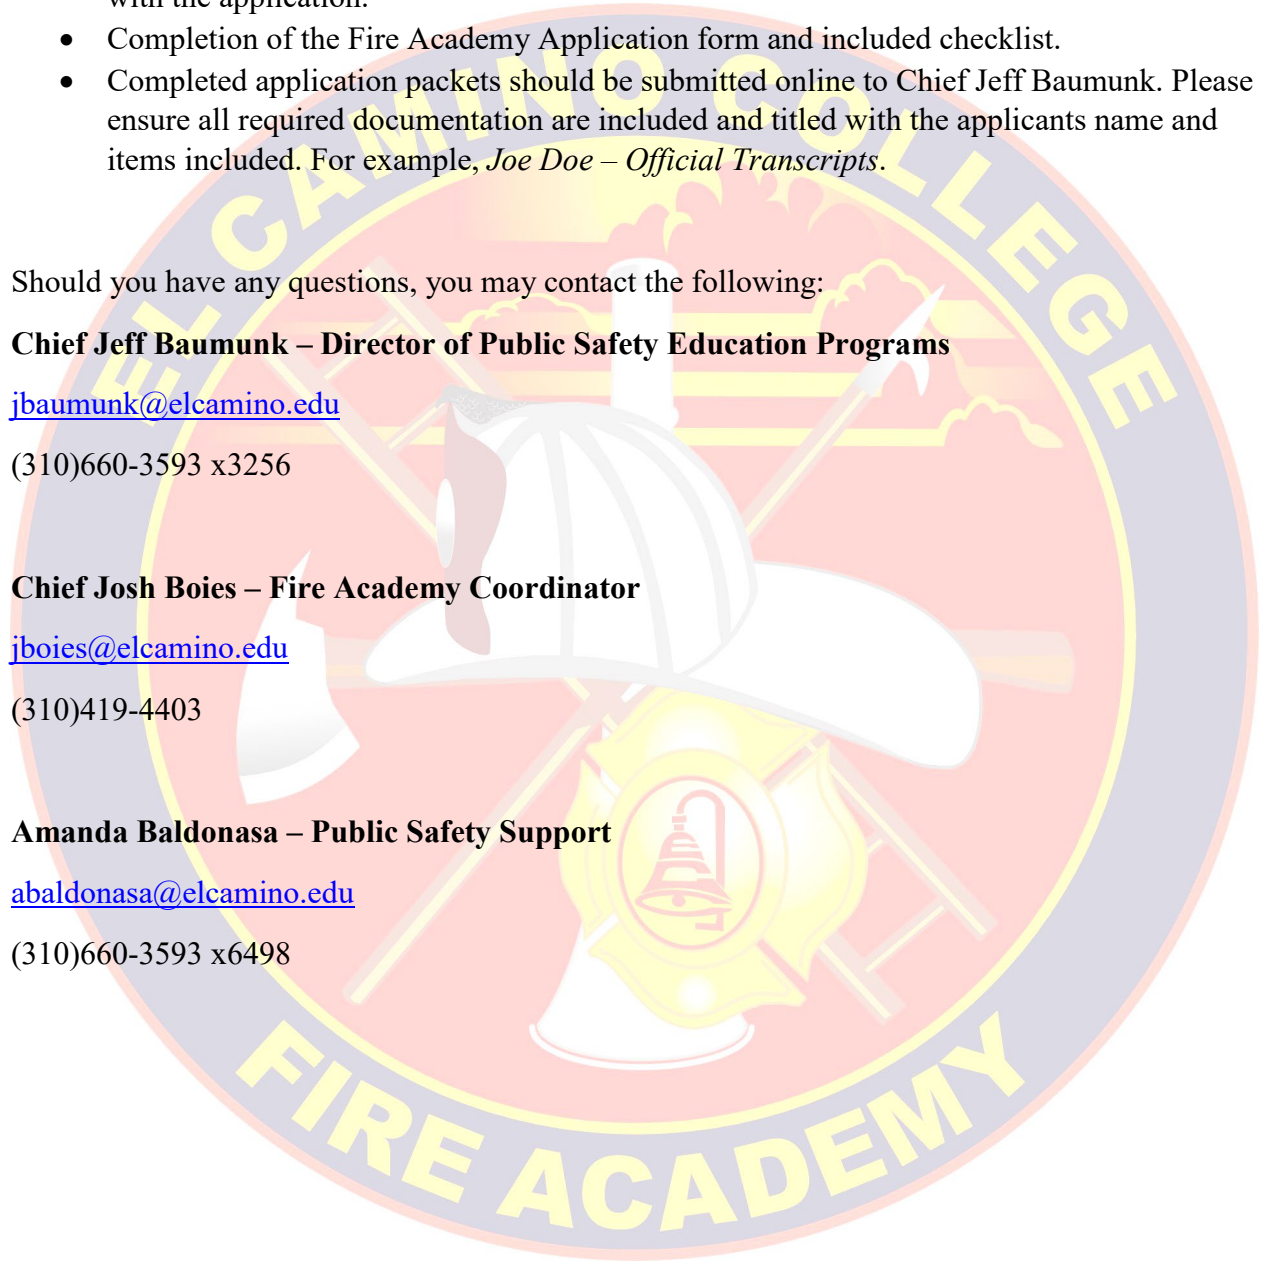 with the application.
• Completion of the Fire Academy Application form and included checklist.
• Completed application packets should be submitted online to Chief Jeff Baumunk. Please
ensure all required documentation are included and titled with the applicants name and
items included. For example, Joe Doe – Official Transcripts.
Should you have any questions, you may contact the following:
Chief Jeff Baumunk – Director of Public Safety Education Programs
jbaumunk@elcamino.edu
(310)660-3593 x3256
Chief Josh Boies – Fire Academy Coordinator
jboies@elcamino.edu
(310)419-4403
Amanda Baldonasa – Public Safety Support
abaldonasa@elcamino.edu
(310)660-3593 x6498
EL CAMINO COLLEGE
FIRE ACADEMY